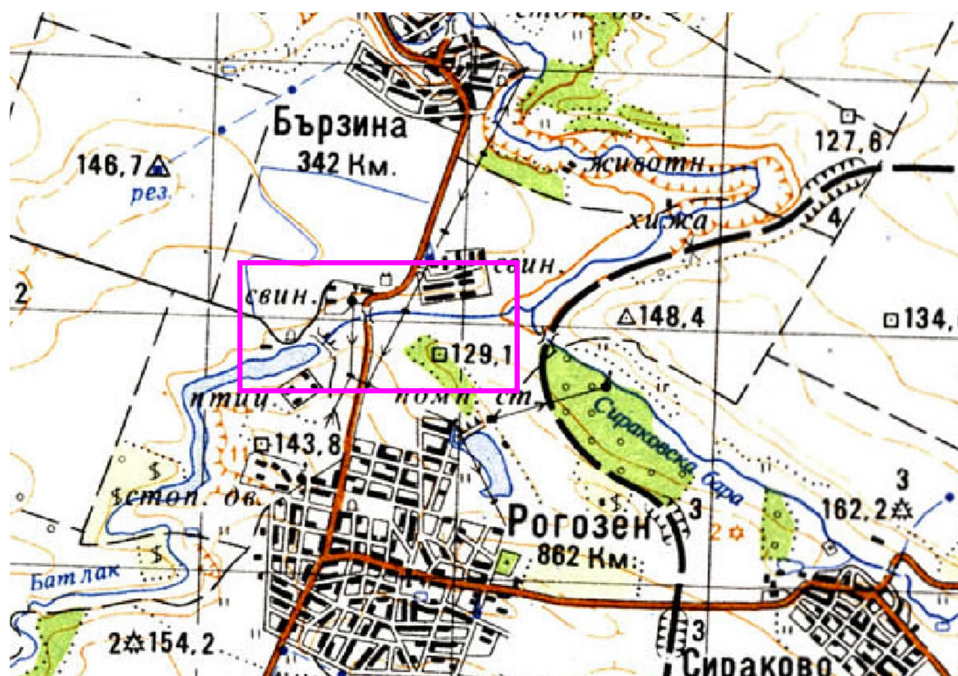 стоп. дв.
Бързина
342 Км.
146,7
рез.
животн.
127,6
хижа
4
свин.
свин.
2
148,4
134,
129,1
птиц.
помп. ст.
143,8
Сираковска бара
стоп. дв.
Рогозен
862 Км.
3
2
3
162,2
Батлак
2
154,2
3
Сираково